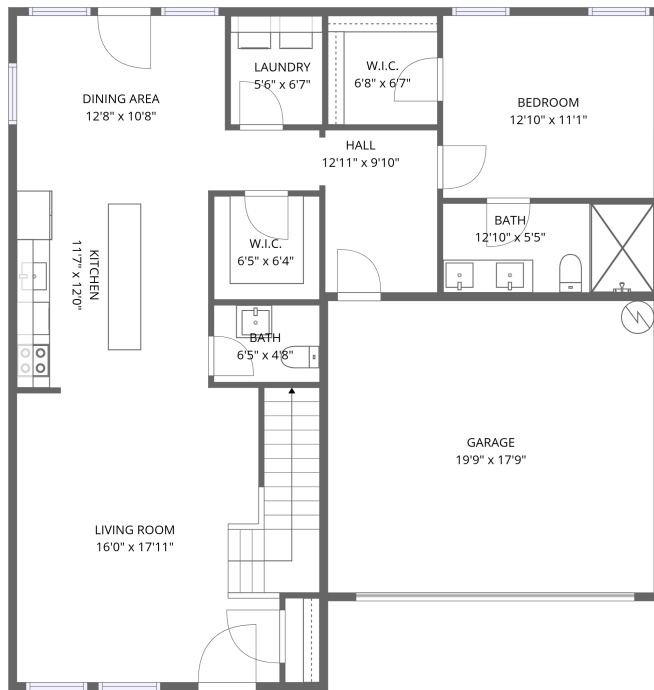 LAUNDRY
5'6" x 6'7"
W.I.C.
6'8" x 6'7"
DINING AREA
12'8" x 10'8"
BEDROOM
12'10" x 11'1"
HALL
12'11" x 9'10"
BATH
12'10" x 5'5"
W.I.C.
6'5" x 6'4"
KITCHEN
11'7" x 12'0"
BATH
6'5" x 4'8"
GARAGE
19'9" x 17'9"
LIVING ROOM
16'0" x 17'11"